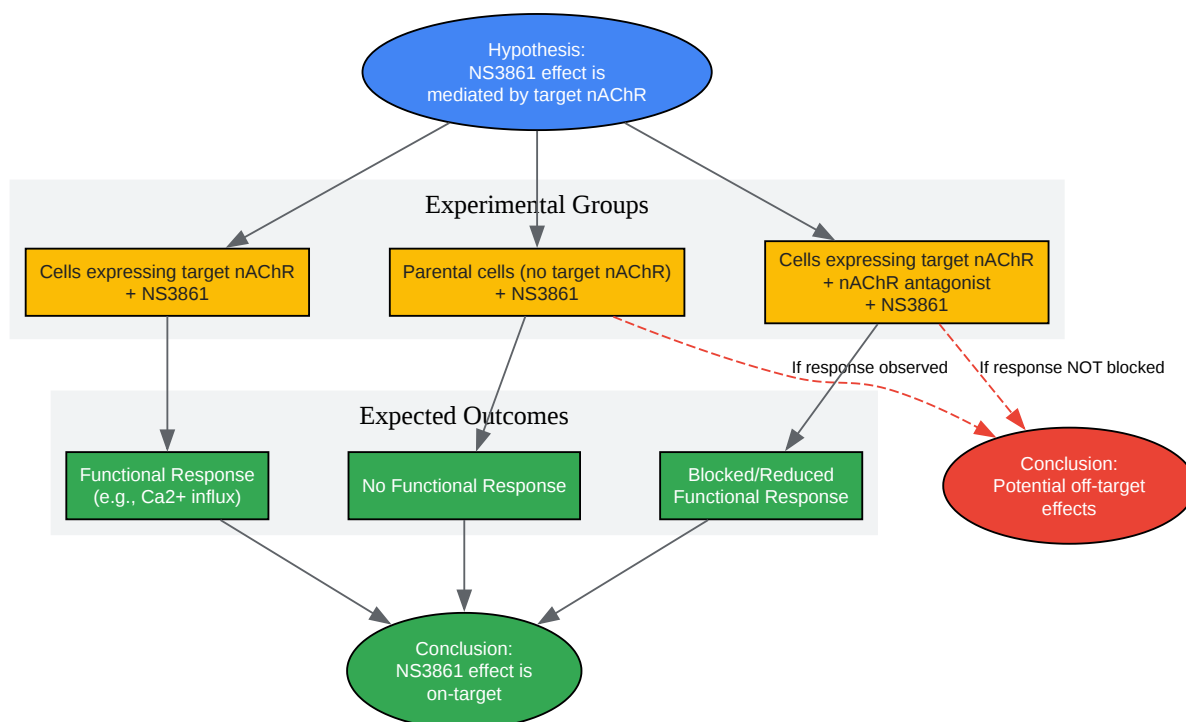 Hypothesis:
NS3861 effect is
mediated by target nAChR
Experimental Groups
Cells expressing target nAChR
+ NS3861
Parental cells (no target nAChR)
+ NS3861
Cells expressing target nAChR
+ nAChR antagonist
+ NS3861
If response observed
If response NOT blocked
Expected Outcomes
Functional Response
(e.g., Ca2+ influx)
No Functional Response
Blocked/Reduced
Functional Response
Conclusion:
Potential off-target
effects
Conclusion:
NS3861 effect is
on-target